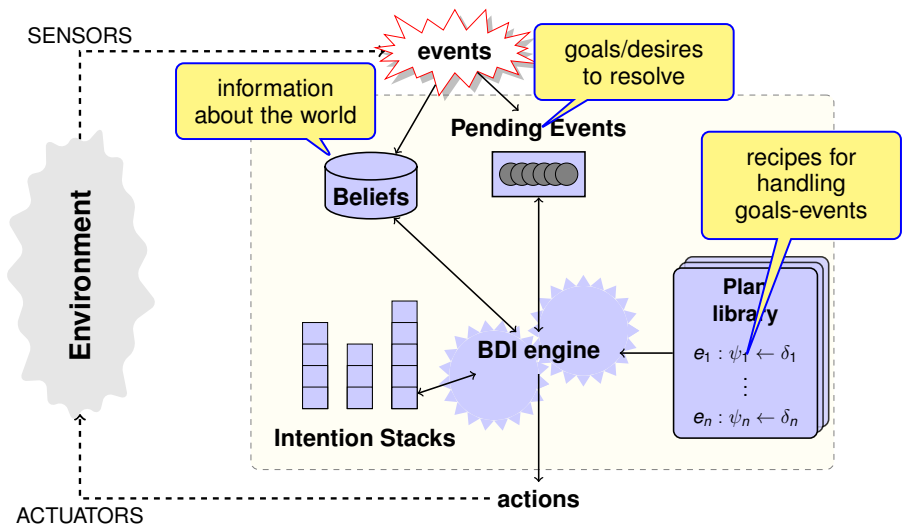 SENSORS
events
goals/desires
to resolve
information
about the world
Pending Events
Beliefs
recipes for
handling
goals-events
Environment
Plan
library
BDI engine
e₁ : ψ₁ ← δ₁
⋮
eₙ : ψₙ ← δₙ
Intention Stacks
actions
ACTUATORS